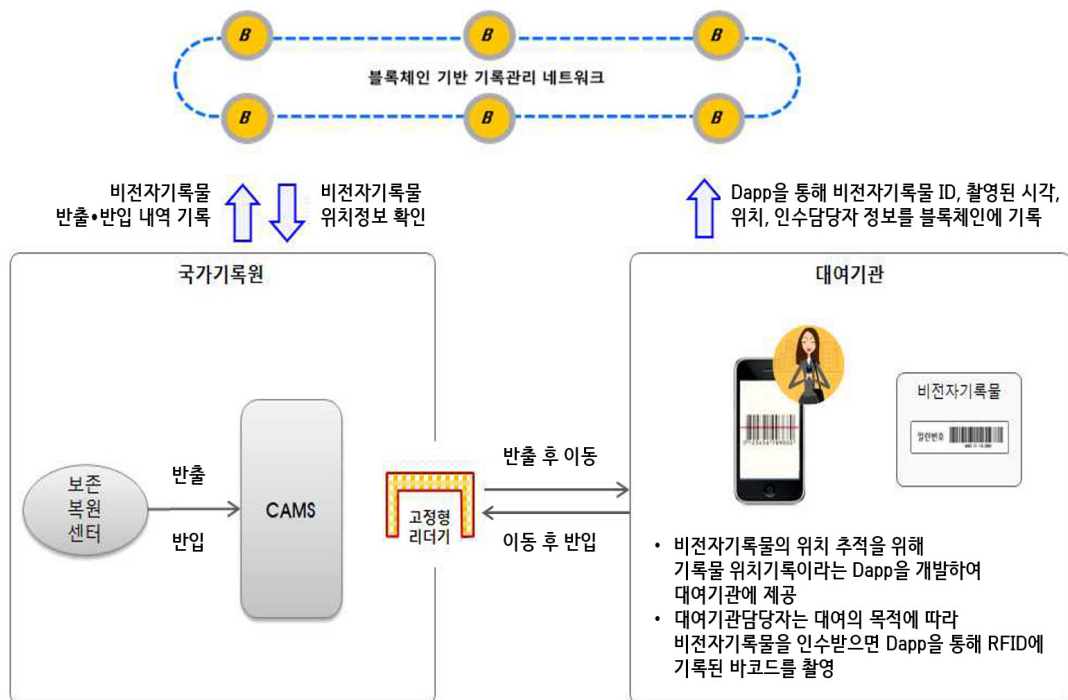 B B B
블록체인 기반 기록관리 네트워크
B B B
비전자기록물
반출•반입 내역 기록
비전자기록물
위치정보 확인
Dapp을 통해 비전자기록물 ID, 촬영된 시각,
위치, 인수담당자 정보를 블록체인에 기록
국가기록원
보존
복원
센터
반출
반입
CAMS
고정형
리더기
반출 후 이동
이동 후 반입
대여기관
비전자기록물
일련번호
• 비전자기록물의 위치 추적을 위해
기록물 위치기록이라는 Dapp을 개발하여
대여기관에 제공
• 대여기관담당자는 대여의 목적에 따라
비전자기록물을 인수받으면 Dapp을 통해 RFID에
기록된 바코드를 촬영